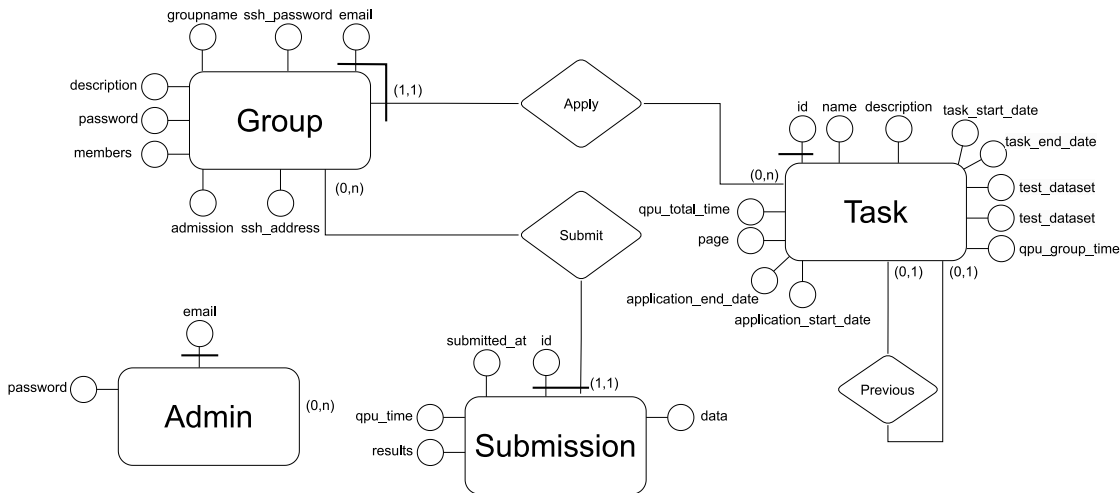 groupname ssh_password email
description
password
members
Group
(1,1)
Apply
admission ssh_address
(0,n)
Submit
id name description task_start_date
task_end_date
test_dataset
test_dataset
qpu_group_time
(0,n)
qpu_total_time
page
Task
application_end_date
application_start_date
(0,1) (0,1)
Previous
email
password
Admin
(0,n)
submitted_at id
(1,1)
qpu_time
results
data
Submission